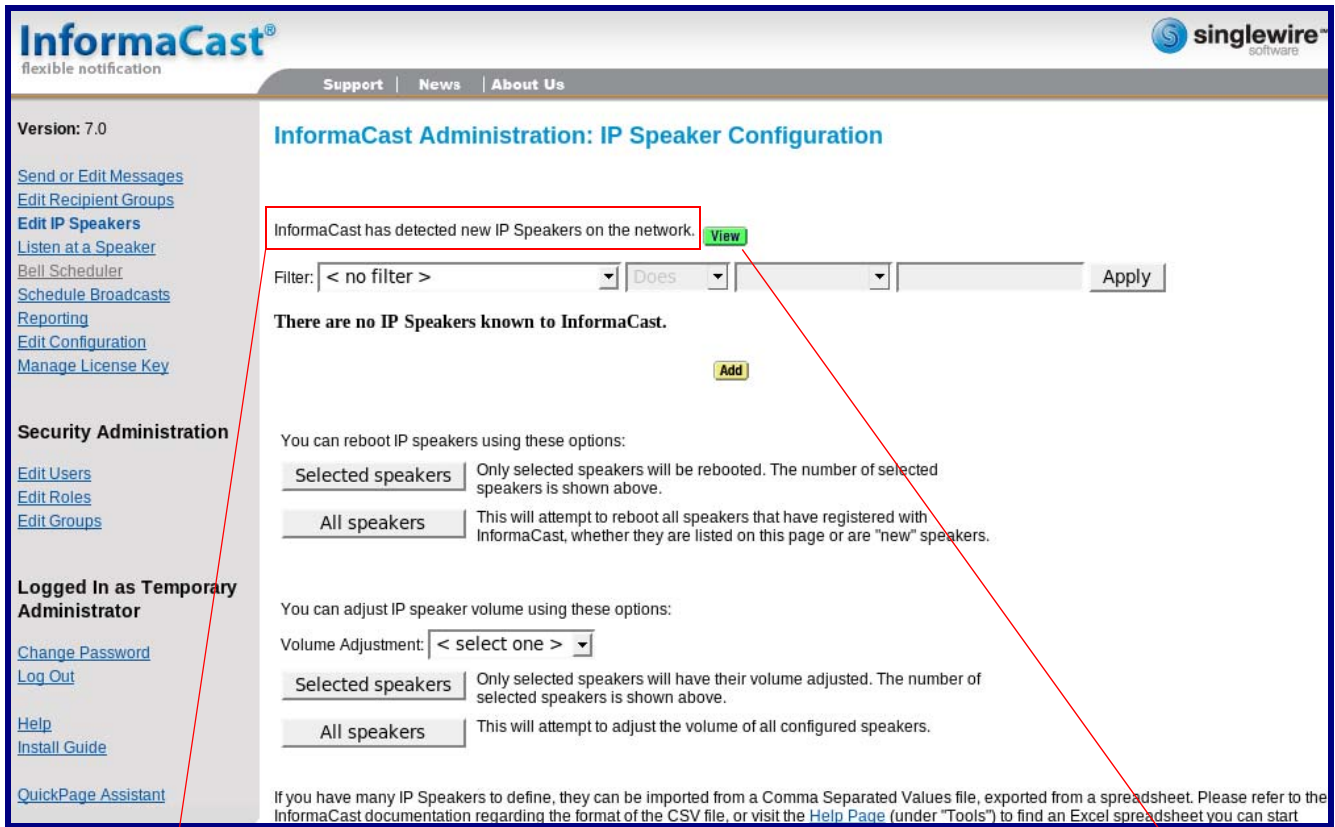 InformaCast®
flexible notification
singlewire™
software
Support | News | About Us
Version: 7.0
Send or Edit Messages
Edit Recipient Groups
Edit IP Speakers
Listen at a Speaker
Bell Scheduler
Schedule Broadcasts
Reporting
Edit Configuration
Manage License Key
Security Administration
Edit Users
Edit Roles
Edit Groups
Logged In as Temporary
Administrator
Change Password
Log Out
Help
Install Guide
QuickPage Assistant
InformaCast Administration: IP Speaker Configuration
InformaCast has detected new IP Speakers on the network. View
Filter: < no filter > Does Apply
There are no IP Speakers known to InformaCast.
Add
You can reboot IP speakers using these options:
Selected speakers
Only selected speakers will be rebooted. The number of selected
speakers is shown above.
All speakers
This will attempt to reboot all speakers that have registered with
InformaCast, whether they are listed on this page or are "new" speakers.
You can adjust IP speaker volume using these options:
Volume Adjustment: < select one >
Selected speakers
Only selected speakers will have their volume adjusted. The number of
selected speakers is shown above.
All speakers
This will attempt to adjust the volume of all configured speakers.
If you have many IP Speakers to define, they can be imported from a Comma Separated Values file, exported from a spreadsheet. Please refer to the
InformaCast documentation regarding the format of the CSV file, or visit the Help Page (under "Tools") to find an Excel spreadsheet you can start